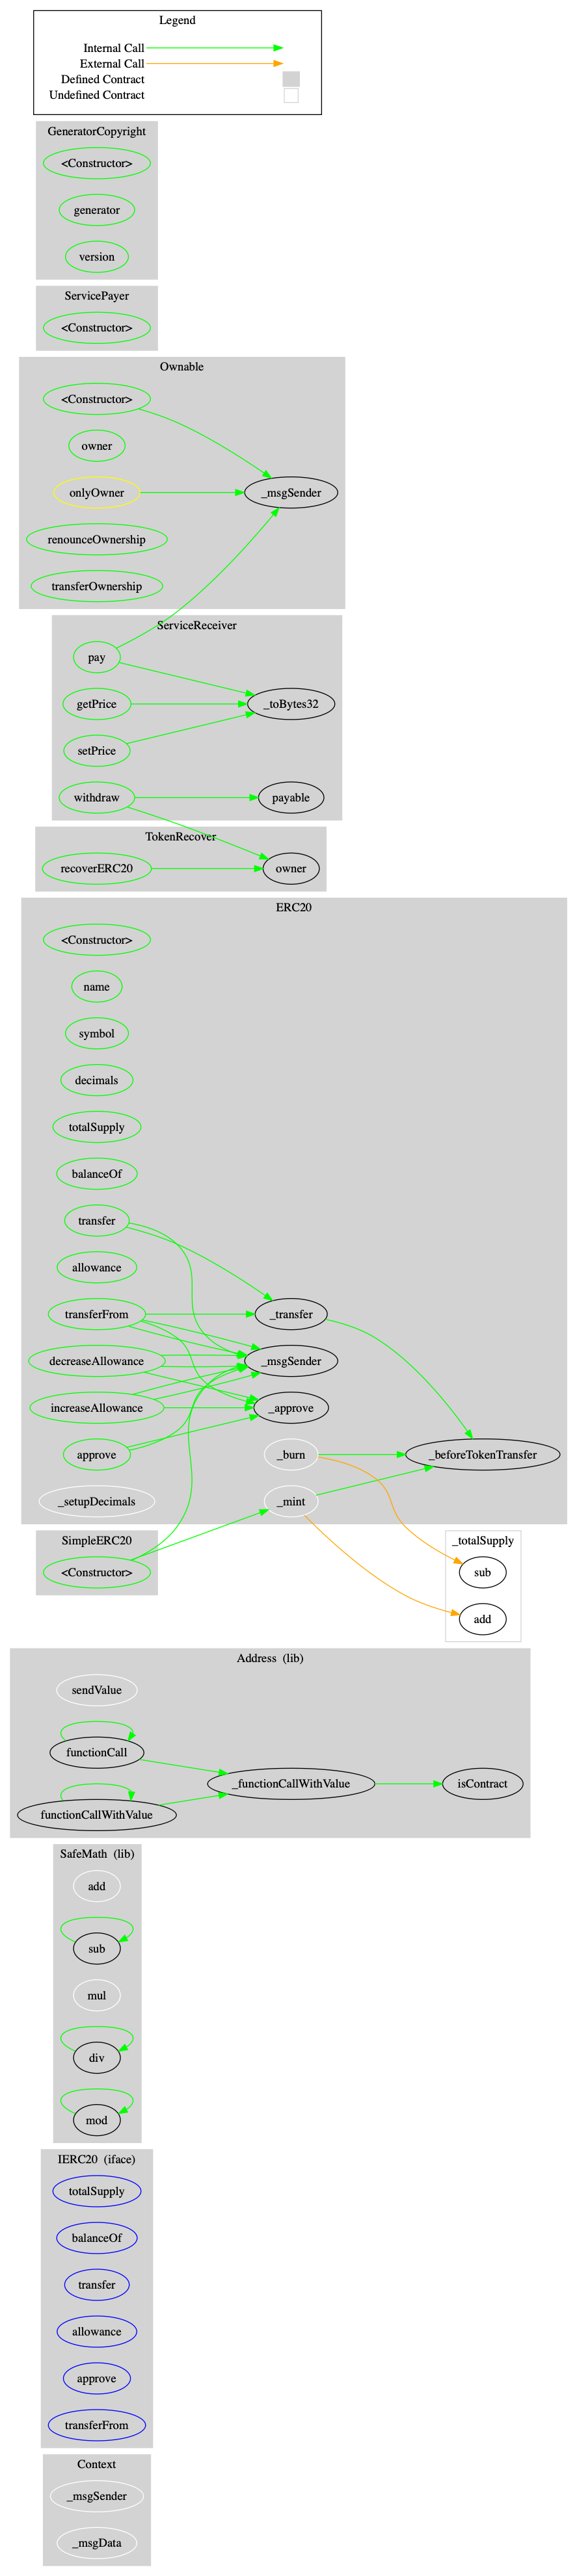 Legend
Internal Call
External Call
Defined Contract
Undefined Contract
GeneratorCopyright
<Constructor>
generator
version
ServicePayer
<Constructor>
Ownable
<Constructor>
owner
onlyOwner
_msgSender
renounceOwnership
transferOwnership
ServiceReceiver
pay
getPrice
_toBytes32
setPrice
withdraw
payable
TokenRecover
recoverERC20
owner
ERC20
<Constructor>
name
symbol
decimals
totalSupply
balanceOf
transfer
allowance
transferFrom
_transfer
decreaseAllowance
_msgSender
increaseAllowance
_approve
approve
_burn
_beforeTokenTransfer
_setupDecimals
_mint
SimpleERC20
<Constructor>
_totalSupply
sub
add
Address  (lib)
sendValue
functionCall
_functionCallWithValue
isContract
functionCallWithValue
SafeMath  (lib)
add
sub
mul
div
mod
IERC20  (iface)
totalSupply
balanceOf
transfer
allowance
approve
transferFrom
Context
_msgSender
_msgData